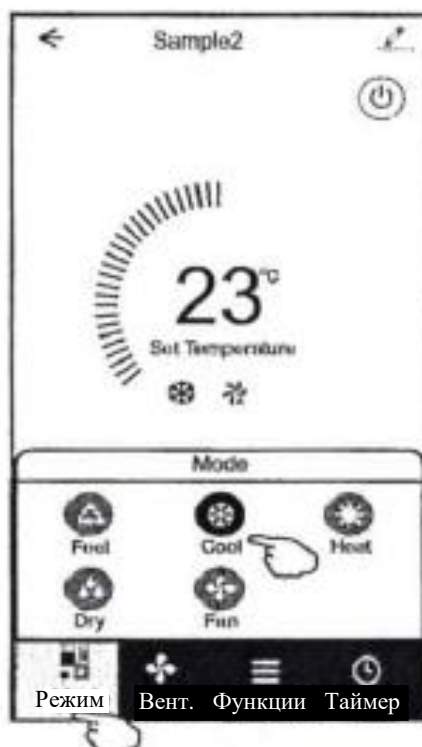 Sample2
23°C
Set Temperature
Mode
Feel
Cool
Heat
Dry
Fan
Режим Вент. Функции Таймер